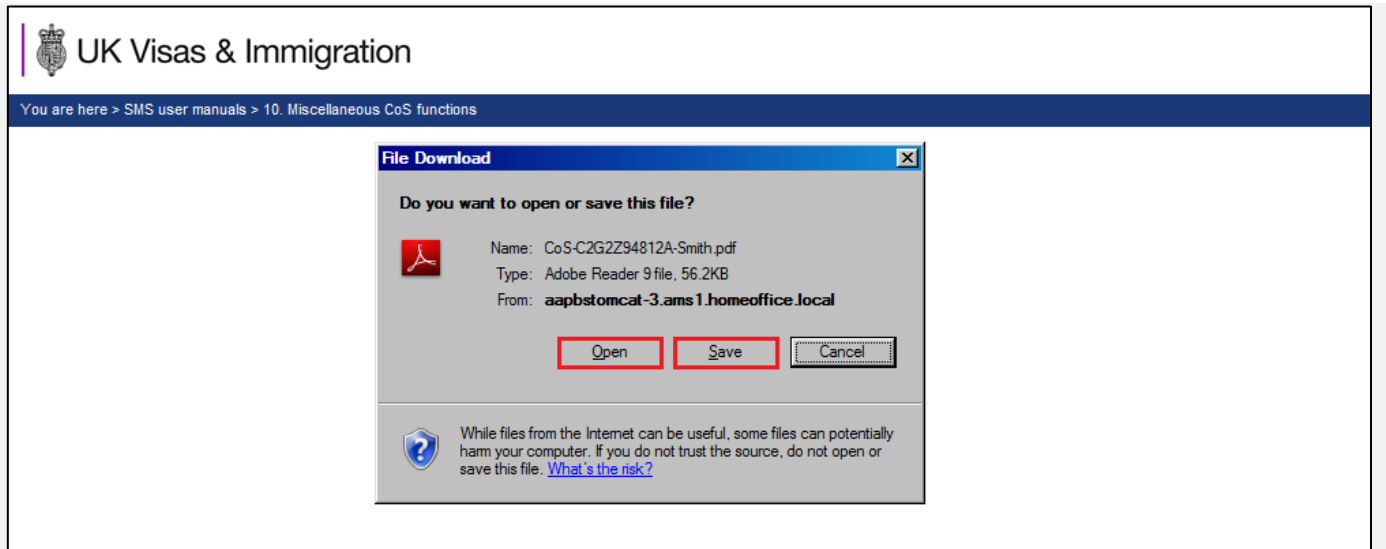 UK Visas & Immigration
You are here > SMS user manuals > 10. Miscellaneous CoS functions
File Download
Do you want to open or save this file?
Name: CoS-C2G2Z94812A-Smith.pdf
Type: Adobe Reader 9 file, 56.2KB
From: aapbstomcat-3.ams1.homeoffice.local
Open Save Cancel
While files from the Internet can be useful, some files can potentially
harm your computer. If you do not trust the source, do not open or
save this file. What's the risk?